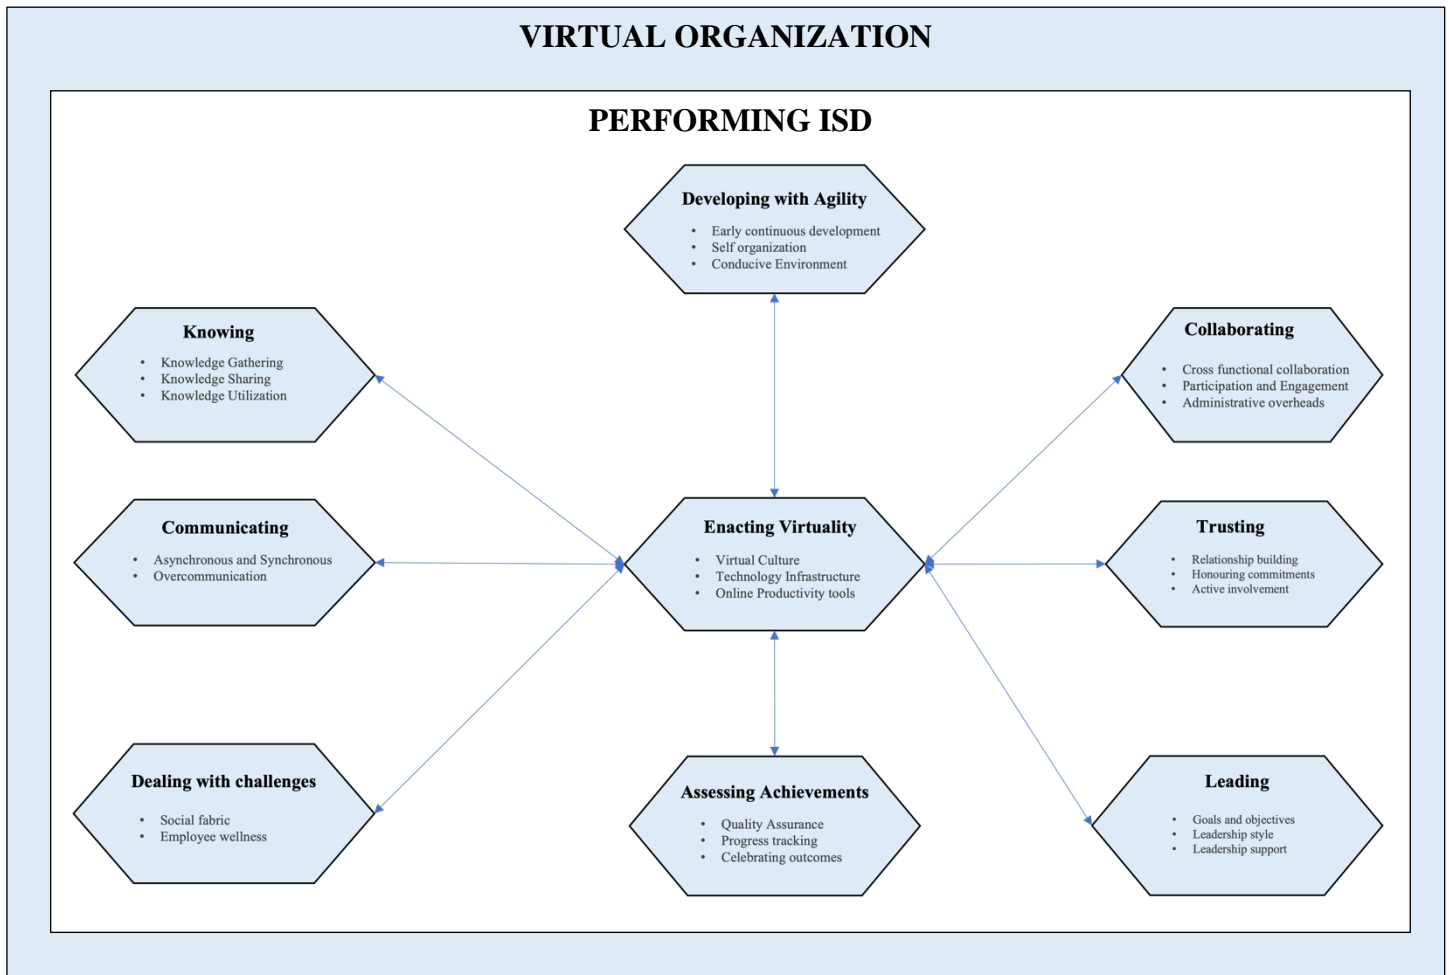 VIRTUAL ORGANIZATION
PERFORMING ISD
Developing with Agility
• Early continuous development
• Self organization
• Conducive Environment
Knowing
• Knowledge Gathering
• Knowledge Sharing
• Knowledge Utilization
Collaborating
• Cross functional collaboration
• Participation and Engagement
• Administrative overheads
Communicating
• Asynchronous and Synchronous
• Overcommunication
Enacting Virtuality
• Virtual Culture
• Technology Infrastructure
• Online Productivity tools
Trusting
• Relationship building
• Honouring commitments
• Active involvement
Dealing with challenges
• Social fabric
• Employee wellness
Assessing Achievements
• Quality Assurance
• Progress tracking
• Celebrating outcomes
Leading
• Goals and objectives
• Leadership style
• Leadership support